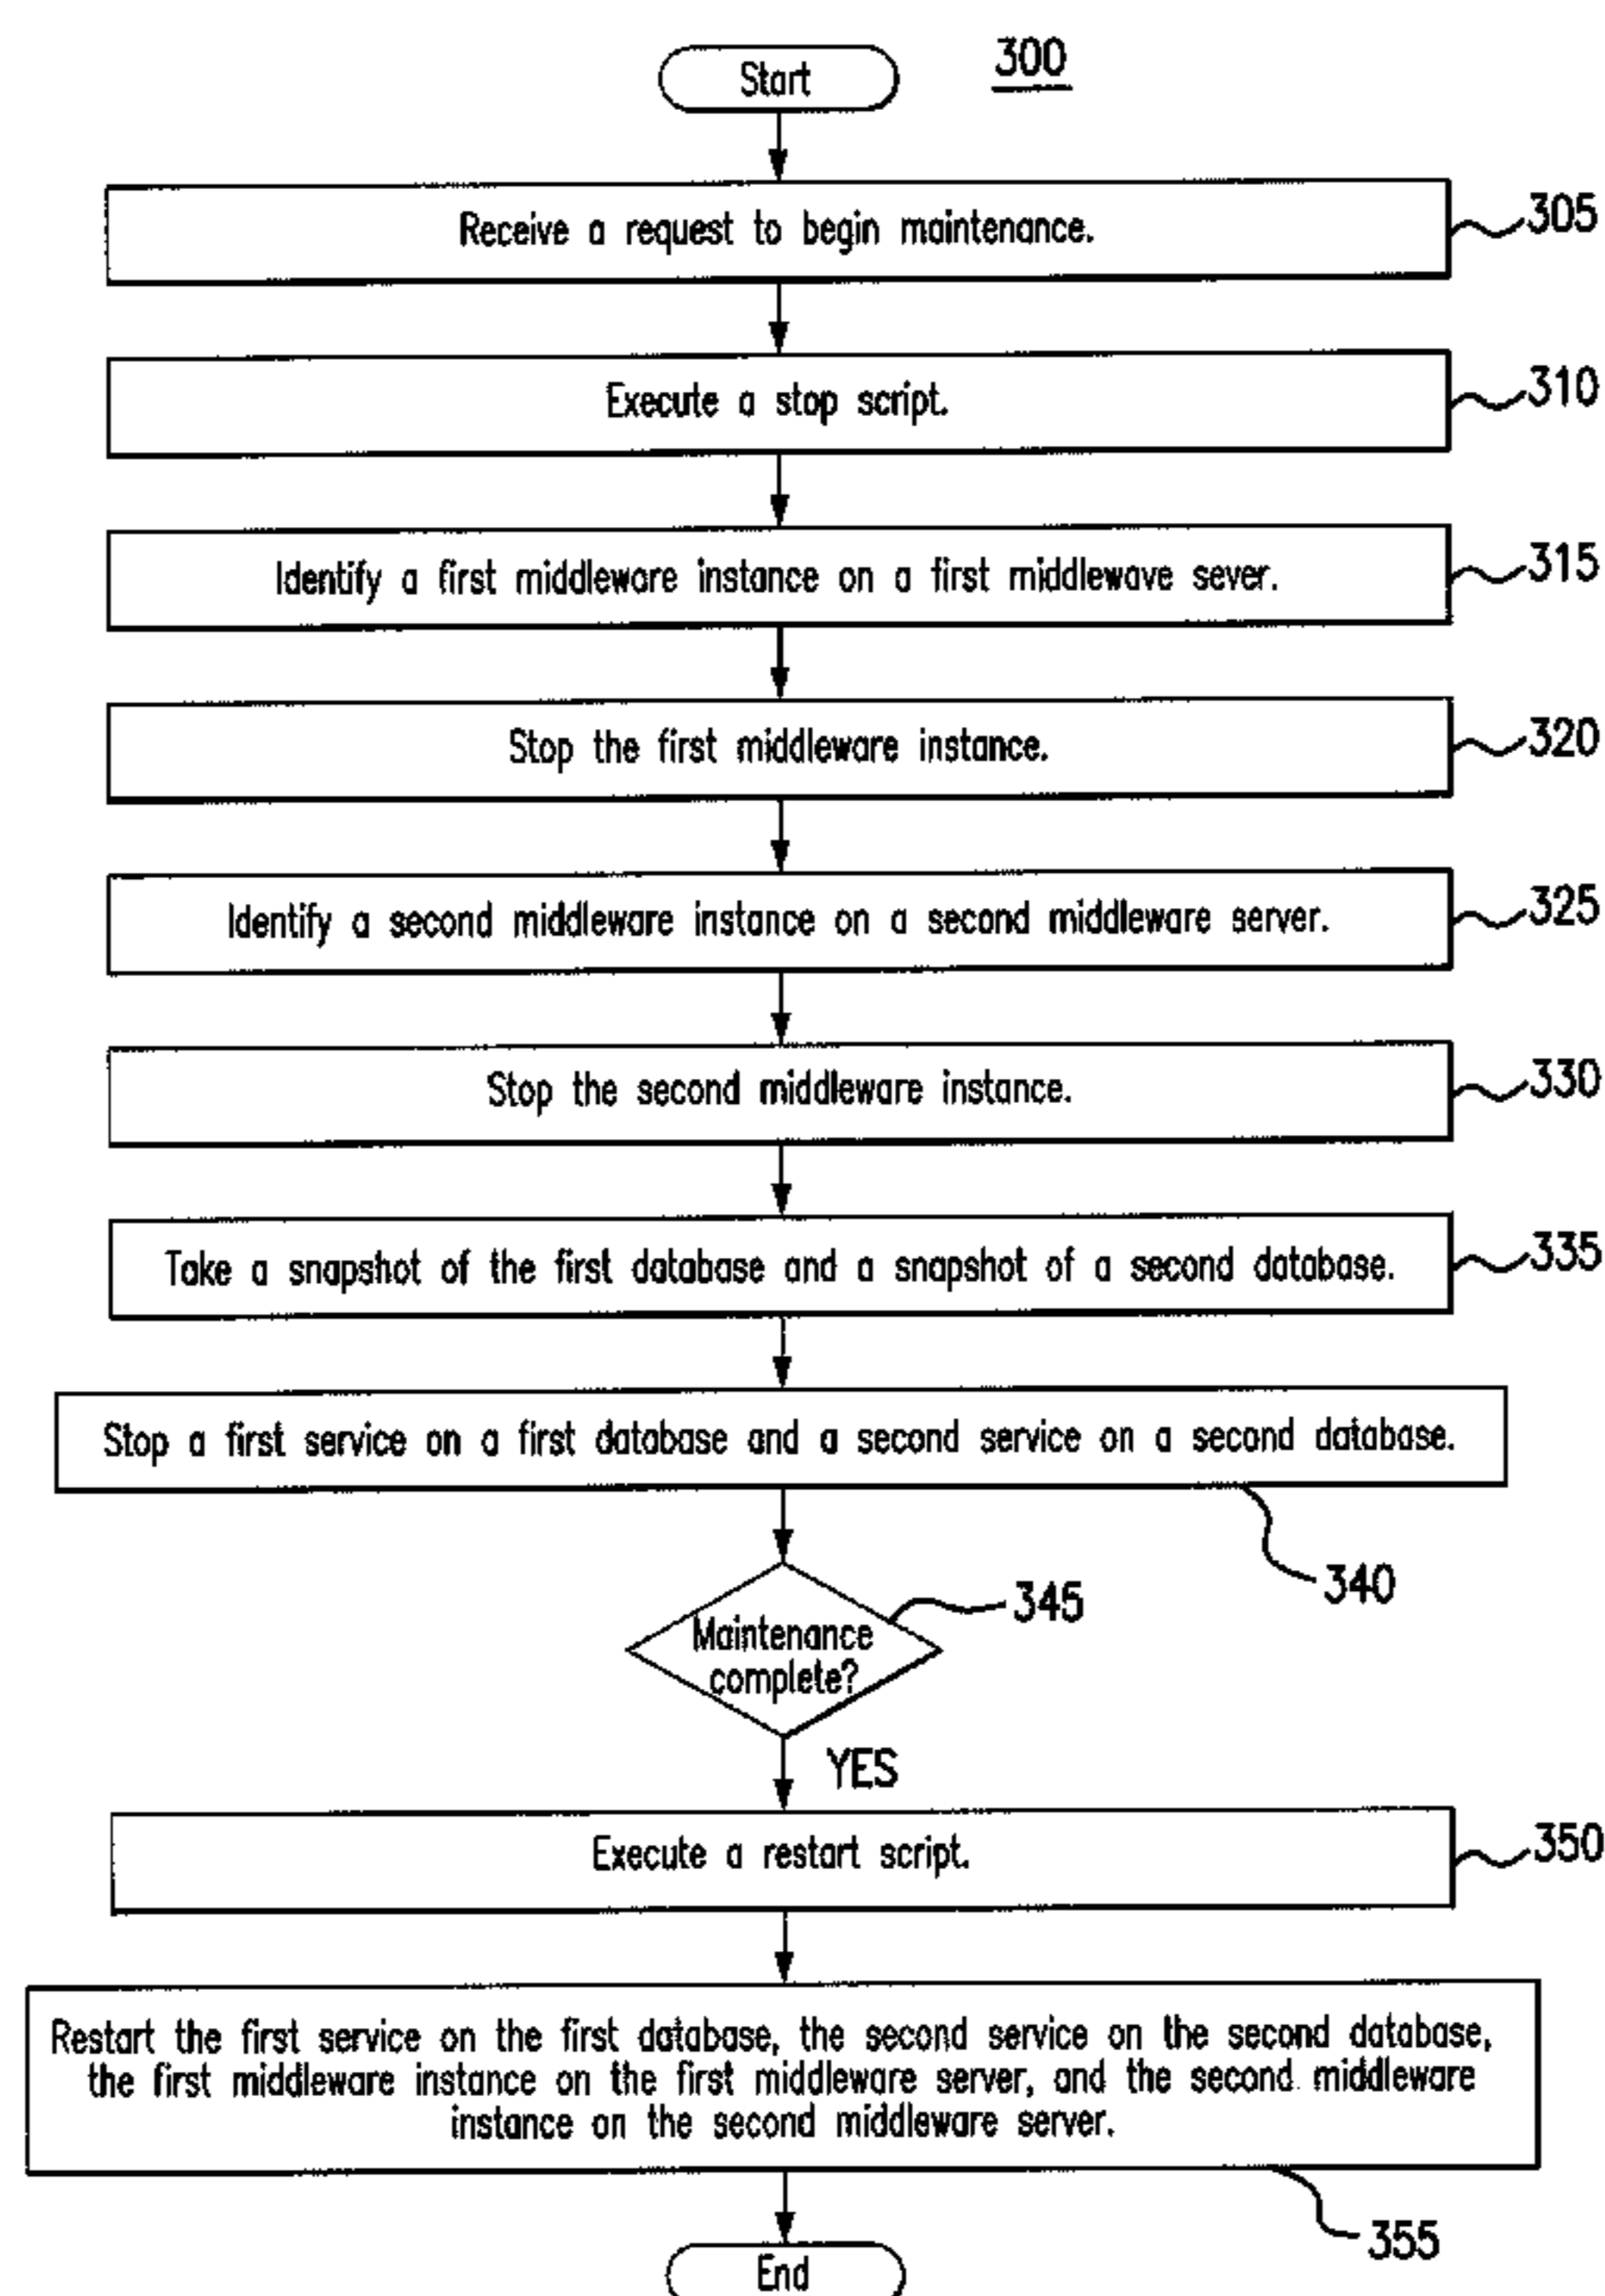 Start
300
Receive a request to begin maintenance.
305
Execute a stop script.
310
Identify a first middleware instance on a first middlewave sever.
315
Stop the first middleware instance.
320
Identify a second middleware instance on a second middleware server.
325
Stop the second middleware instance.
330
Take a snapshot of the first database and a snapshot of a second database.
335
Stop a first service on a first database and a second service on a second database.
340
Maintenance
complete?
345
YES
Execute a restart script.
350
Restart the first service on the first database, the second service on the second database,
the first middleware instance on the first middleware server, and the second middleware
instance on the second middleware server.
355
End